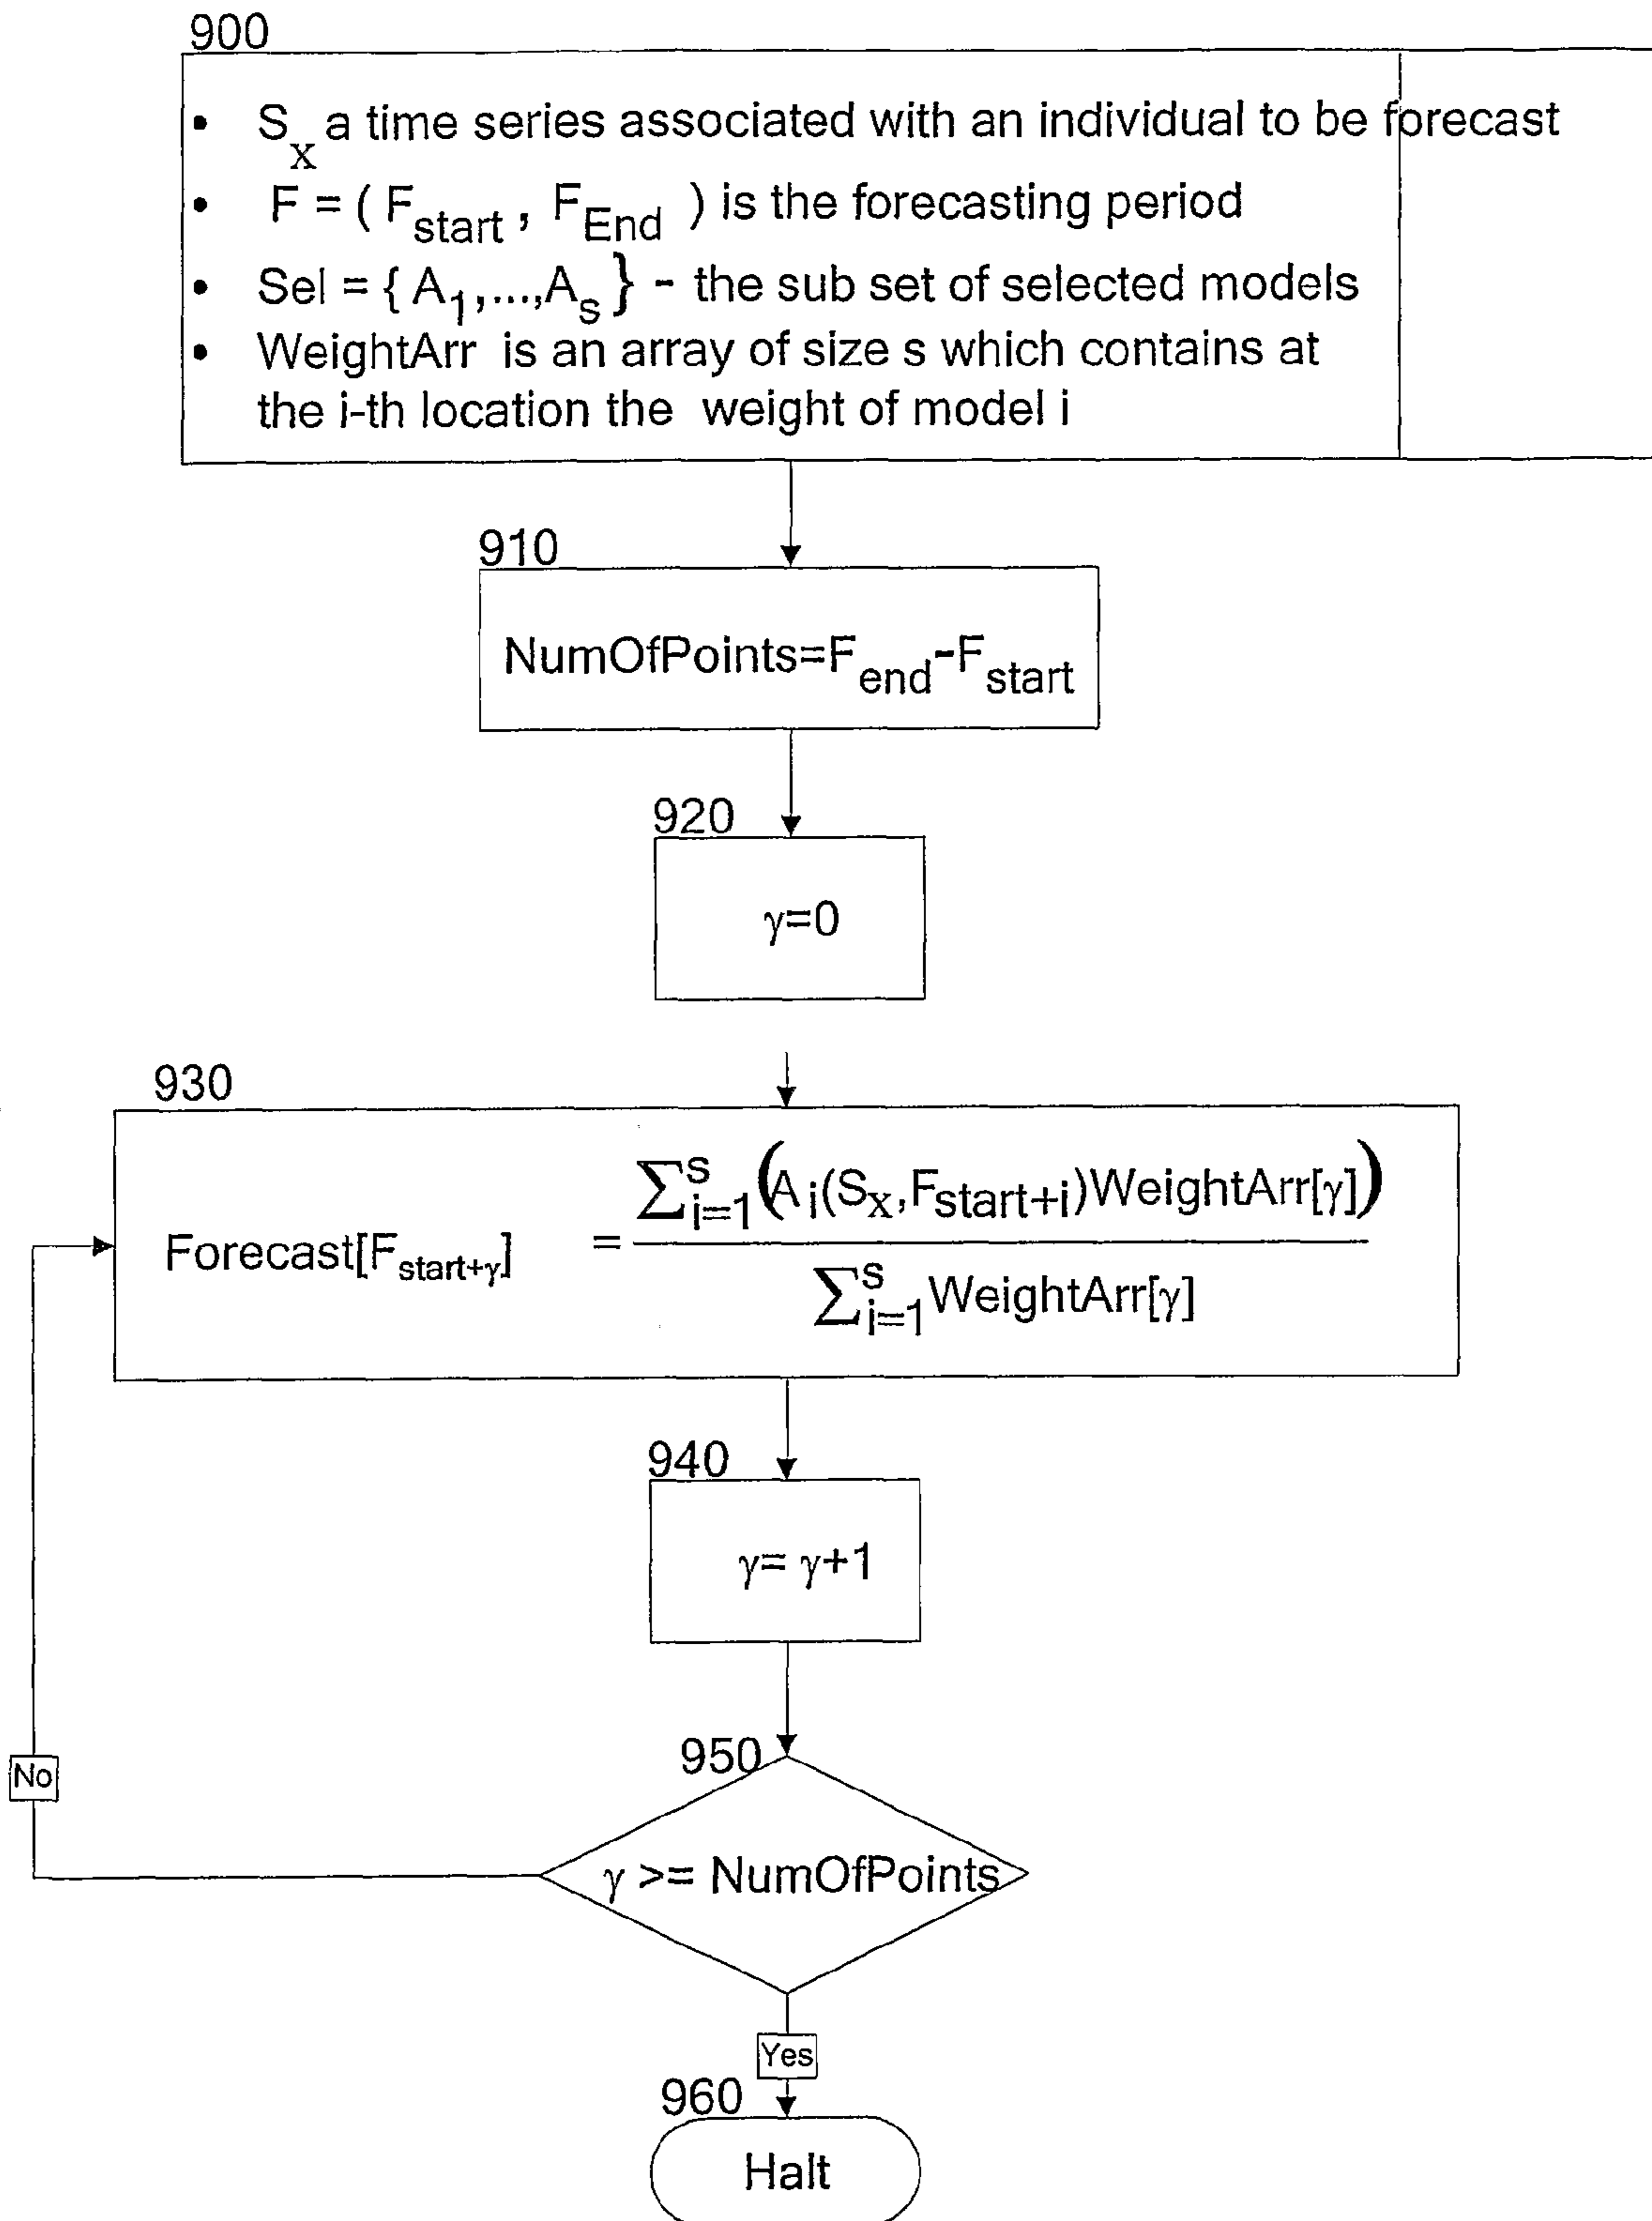 900
• S_x a time series associated with an individual to be forecast
• F = ( F_start , F_End ) is the forecasting period
• Sel = { A_1,...,A_s } - the sub set of selected models
• WeightArr is an array of size s which contains at
the i-th location the weight of model i
910
NumOfPoints=F_end-F_start
920
γ=0
930
Forecast[F_start+γ] = ∑_i=1^s (A_i(S_x,F_start+i)WeightArr[γ])
∑_i=1^s WeightArr[γ]
940
γ= γ+1
950
γ >= NumOfPoints
No
Yes
960
Halt